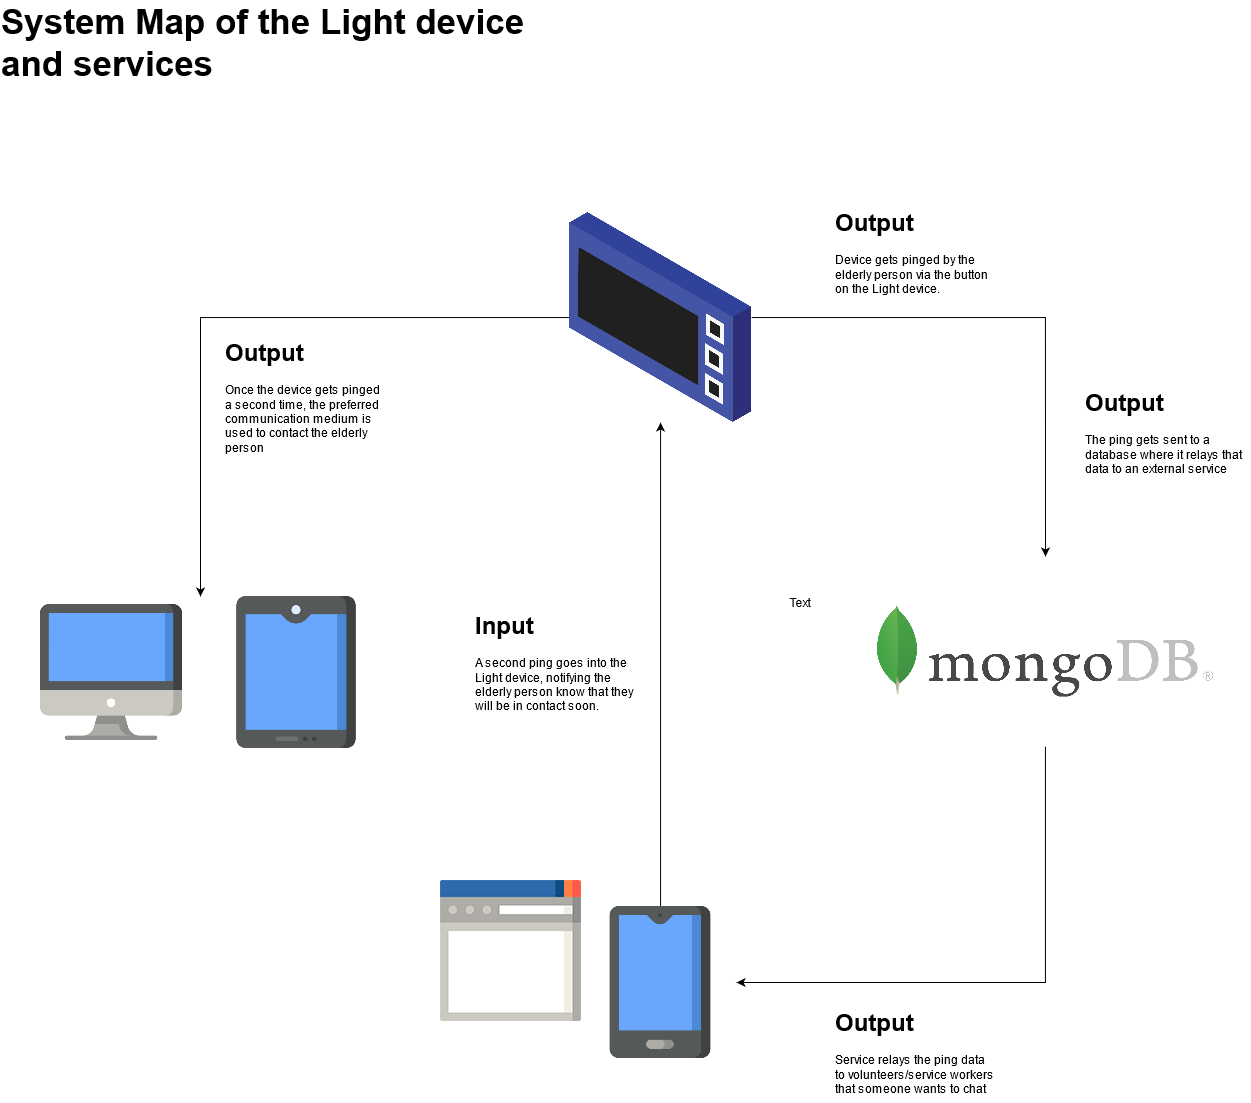 System Map of the Light device
and services
Output
Device gets pinged by the
elderly person via the button
on the Light device.
Output
Once the device gets pinged
a second time, the preferred
communication medium is
used to contact the elderly
person
Output
The ping gets sent to a
database where it relays that
data to an external service
Text
mongoDB®
Input
A second ping goes into the
Light device, notifying the
elderly person know that they
will be in contact soon.
Output
Service relays the ping data
to volunteers/service workers
that someone wants to chat